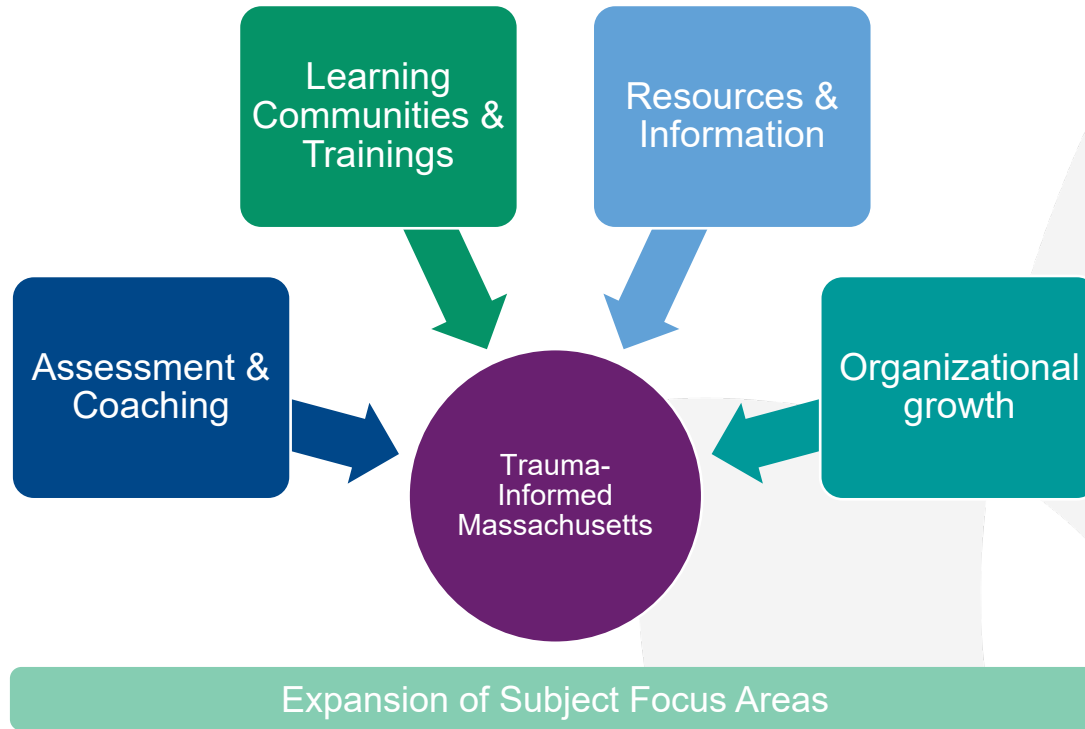 Learning
Communities &
Trainings
Resources &
Information
Assessment &
Coaching
Organizational
growth
Trauma-
Informed
Massachusetts
Expansion of Subject Focus Areas